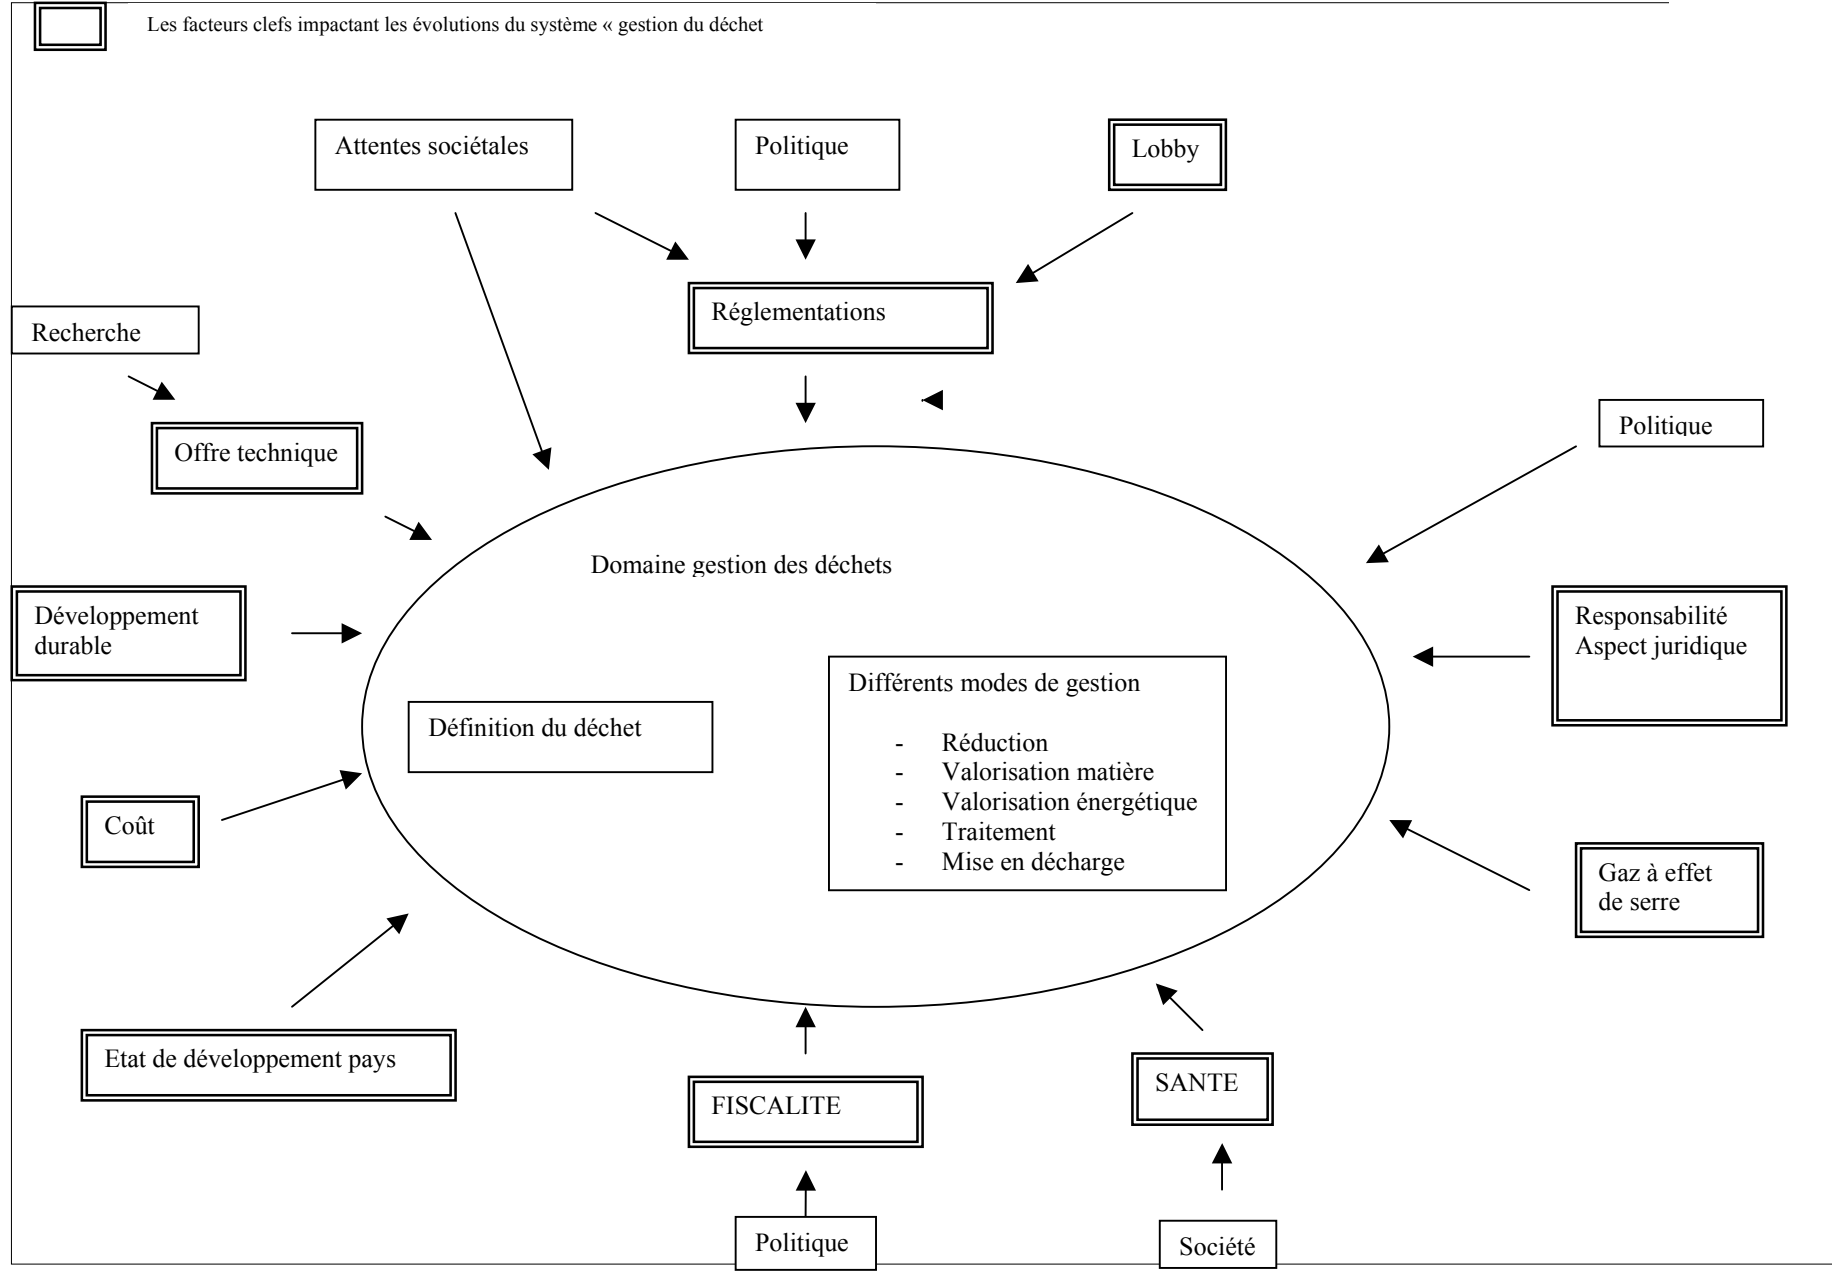 Les facteurs clefs impactant les évolutions du système « gestion du déchet
Attentes sociétales
Politique
Lobby
Réglementations
Recherche
Offre technique
Politique
Domaine gestion des déchets
Développement
durable
Responsabilité
Aspect juridique
Différents modes de gestion
- Réduction
- Valorisation matière
- Valorisation énergétique
- Traitement
- Mise en décharge
Définition du déchet
Coût
Gaz à effet
de serre
Etat de développement pays
FISCALITE
SANTE
Politique
Société